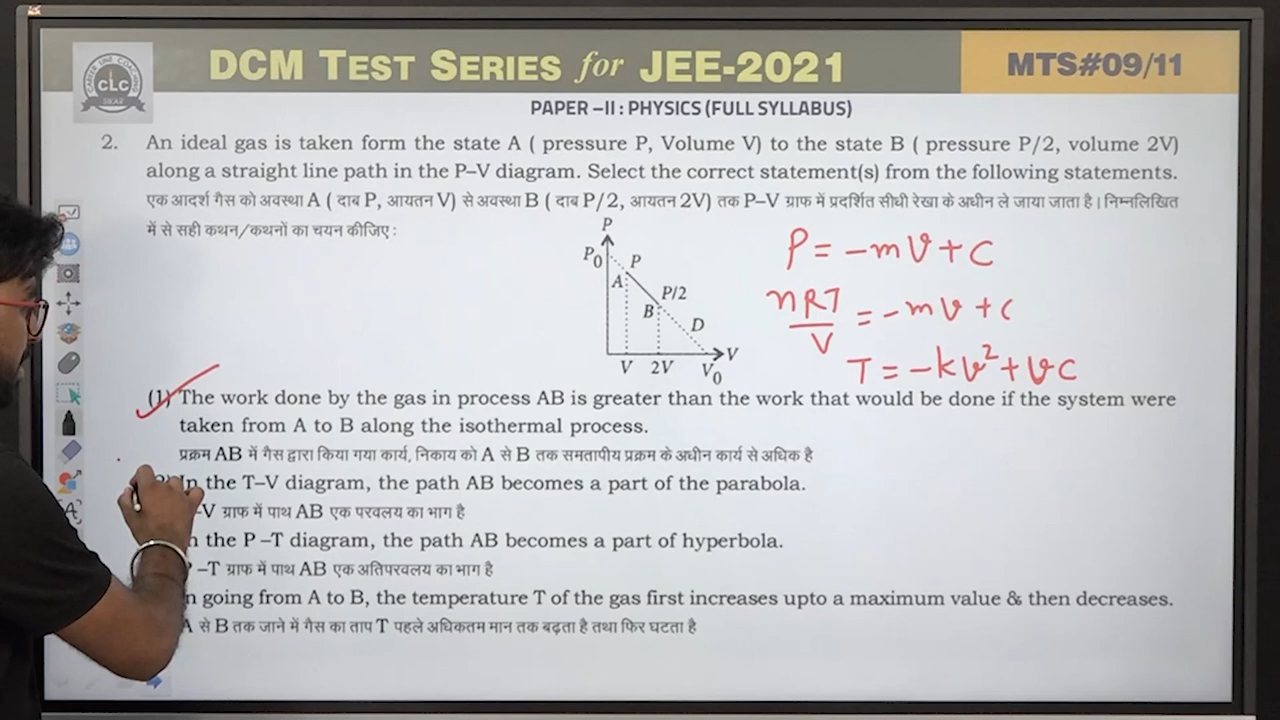 DCM TEST SERIES for JEE-2021
MTS#09/11
CAREER LINE COACHING
CLC
SIKAR
PAPER –II : PHYSICS (FULL SYLLABUS)
2. An ideal gas is taken form the state A ( pressure P, Volume V) to the state B ( pressure P/2, volume 2V)
along a straight line path in the P–V diagram. Select the correct statement(s) from the following statements.
एक आदर्श गैस को अवस्था A ( दाब P, आयतन V) से अवस्था B ( दाब P/2, आयतन 2V) तक P–V ग्राफ में प्रदर्शित सीधी रेखा के अधीन ले जाया जाता है। निम्नलिखित
में से सही कथन/कथनों का चयन कीजिए :
P
P₀ P
A
P/2
B
D
V
V 2V V₀
P = -mV + C
nRT/V = -mV + C
T = -kV² + VC
(1) The work done by the gas in process AB is greater than the work that would be done if the system were
taken from A to B along the isothermal process.
प्रक्रम AB में गैस द्वारा किया गया कार्य, निकाय को A से B तक समतापीय प्रक्रम के अधीन कार्य से अधिक है
In the T–V diagram, the path AB becomes a part of the parabola.
–V ग्राफ में पाथ AB एक परवलय का भाग है
the P –T diagram, the path AB becomes a part of hyperbola.
–T ग्राफ में पाथ AB एक अतिपरवलय का भाग है
going from A to B, the temperature T of the gas first increases upto a maximum value & then decreases.
A से B तक जाने में गैस का ताप T पहले अधिकतम मान तक बढ़ता है तथा फिर घटता है